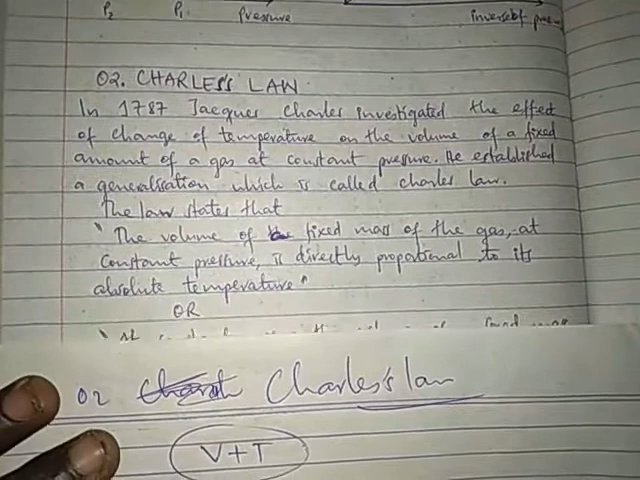 P₂ P₁ Pressure inverse of
02. CHARLES'S LAW
In 1787 Jacques Charles investigated the effect
of change of temperature on the volume of a fixed
amount of a gas at constant pressure. He established
a generalisation which is called charles law.
The law states that
"The volume of fixed mass of the gas, at
constant pressure, is directly proportional to its
absolute temperature"
OR
02 Charles's law
V+T